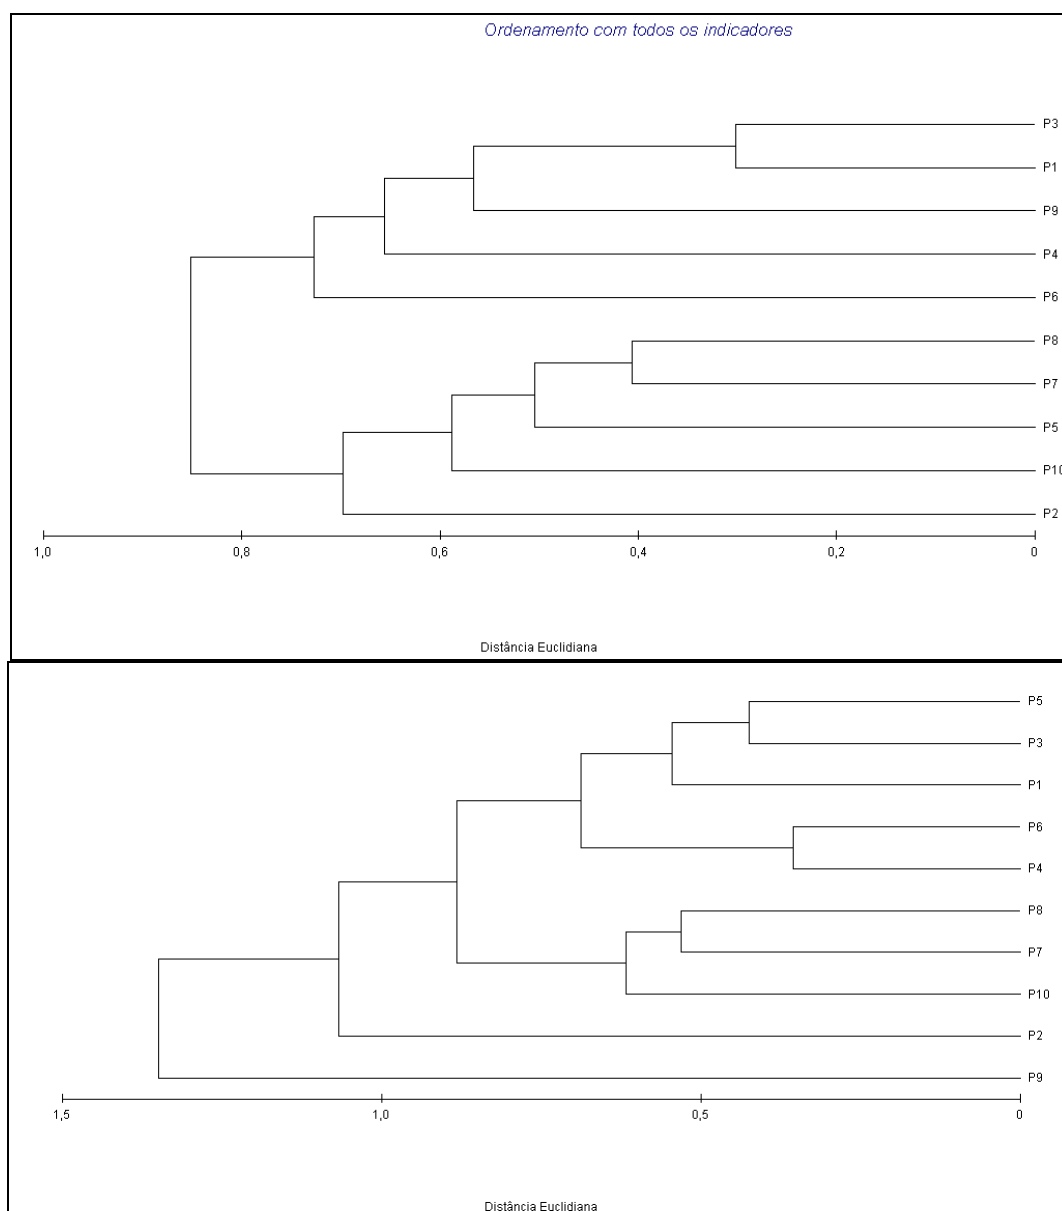 Ordenamento com todos os indicadores
P3
P1
P9
P4
P6
P8
P7
P5
P10
P2
1,0 0,8 0,6 0,4 0,2 0
Distância Euclidiana
P5
P3
P1
P6
P4
P8
P7
P10
P2
P9
1,5 1,0 0,5 0
Distância Euclidiana